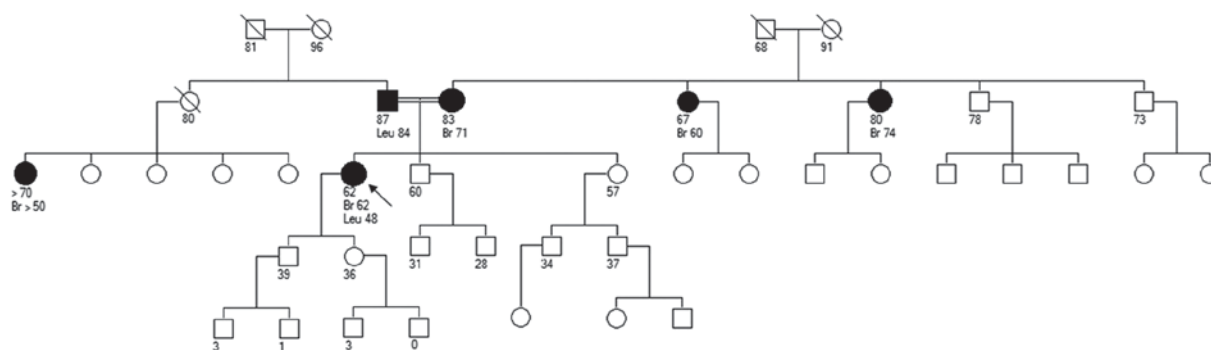 81 96 68 91
80 87 83 67 80 78 73
Leu 84 Br 71 Br 60 Br 74
> 70 62 60 57
Br > 50 Br 62
Leu 48
39 36 31 28 34 37
3 1 3 0